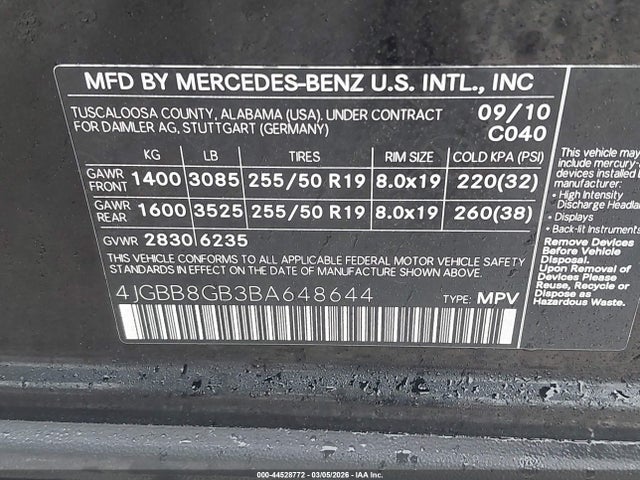 MFD BY MERCEDES-BENZ U.S. INTL., INC
TUSCALOOSA COUNTY, ALABAMA (USA). UNDER CONTRACT
FOR DAIMLER AG, STUTTGART (GERMANY)
09/10
C040
KG LB TIRES RIM SIZE COLD KPA (PSI)
GAWR
FRONT 1400 3085 255/50 R19 8.0x19 220(32)
GAWR
REAR 1600 3525 255/50 R19 8.0x19 260(38)
GVWR 2830 6235
THIS VEHICLE CONFORMS TO ALL APPLICABLE FEDERAL MOTOR VEHICLE SAFETY
STANDARDS IN EFFECT ON THE DATE OF MANUFACTURE SHOWN ABOVE.
4JGBB8GB3BA648644
TYPE: MPV
This vehicle may
include mercury-
devices installed
manufacturer:
• High Intensity
Discharge Headla
• Displays
• Back-lit Instruments
Remove Devices
Before Vehicle
Disposal.
Upon Removal of
Devices Please
Reuse, Recycle or
Dispose as
Hazardous Waste.
000-44528772 — 03/05/2026 — IAA Inc.